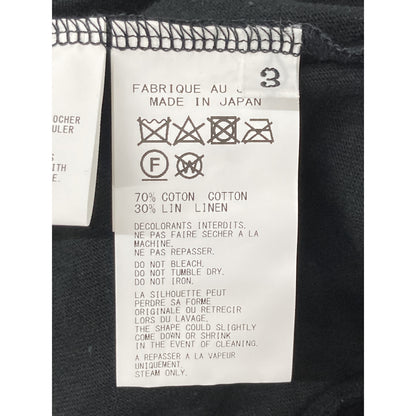 3
FABRIQUE AU
MADE IN JAPAN
F
W
70% COTON COTTON
30% LIN LINEN
DECOLORANTS INTERDITS.
NE PAS FAIRE SECHER A LA
MACHINE.
NE PAS REPASSER.
DO NOT BLEACH.
DO NOT TUMBLE DRY.
DO NOT IRON.
LA SILHOUETTE PEUT
PERDRE SA FORME
ORIGINALE OU RETRECIR
LORS DU LAVAGE.
THE SHAPE COULD SLIGHTLY
COME DOWN OR SHRINK
IN THE EVENT OF CLEANING.
A REPASSER A LA VAPEUR
UNIQUEMENT.
STEAM ONLY.